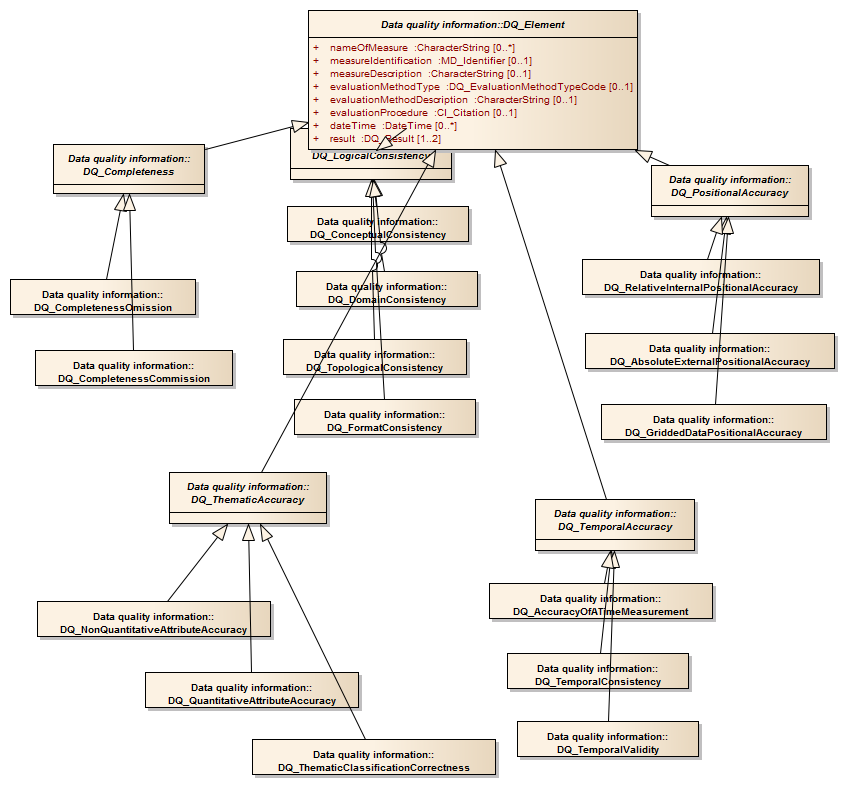 Data quality information::DQ_Element
+ nameOfMeasure :CharacterString [0..*]
+ measureIdentification :MD_Identifier [0..1]
+ measureDescription :CharacterString [0..1]
+ evaluationMethodType :DQ_EvaluationMethodTypeCode [0..1]
+ evaluationMethodDescription :CharacterString [0..1]
+ evaluationProcedure :CI_Citation [0..1]
+ dateTime :DateTime [0..*]
+ result :DQ_Result [1..2]
Data quality information::
DQ_Completeness
DQ_LogicalConsistency
Data quality information::
DQ_PositionalAccuracy
Data quality information::
DQ_ConceptualConsistency
Data quality information::
DQ_CompletenessOmission
Data quality information::
DQ_DomainConsistency
Data quality information::
DQ_RelativeInternalPositionalAccuracy
Data quality information::
DQ_CompletenessCommission
Data quality information::
DQ_TopologicalConsistency
Data quality information::
DQ_AbsoluteExternalPositionalAccuracy
Data quality information::
DQ_FormatConsistency
Data quality information::
DQ_GriddedDataPositionalAccuracy
Data quality information::
DQ_ThematicAccuracy
Data quality information::
DQ_TemporalAccuracy
Data quality information::
DQ_NonQuantitativeAttributeAccuracy
Data quality information::
DQ_AccuracyOfATimeMeasurement
Data quality information::
DQ_QuantitativeAttributeAccuracy
Data quality information::
DQ_TemporalConsistency
Data quality information::
DQ_ThematicClassificationCorrectness
Data quality information::
DQ_TemporalValidity